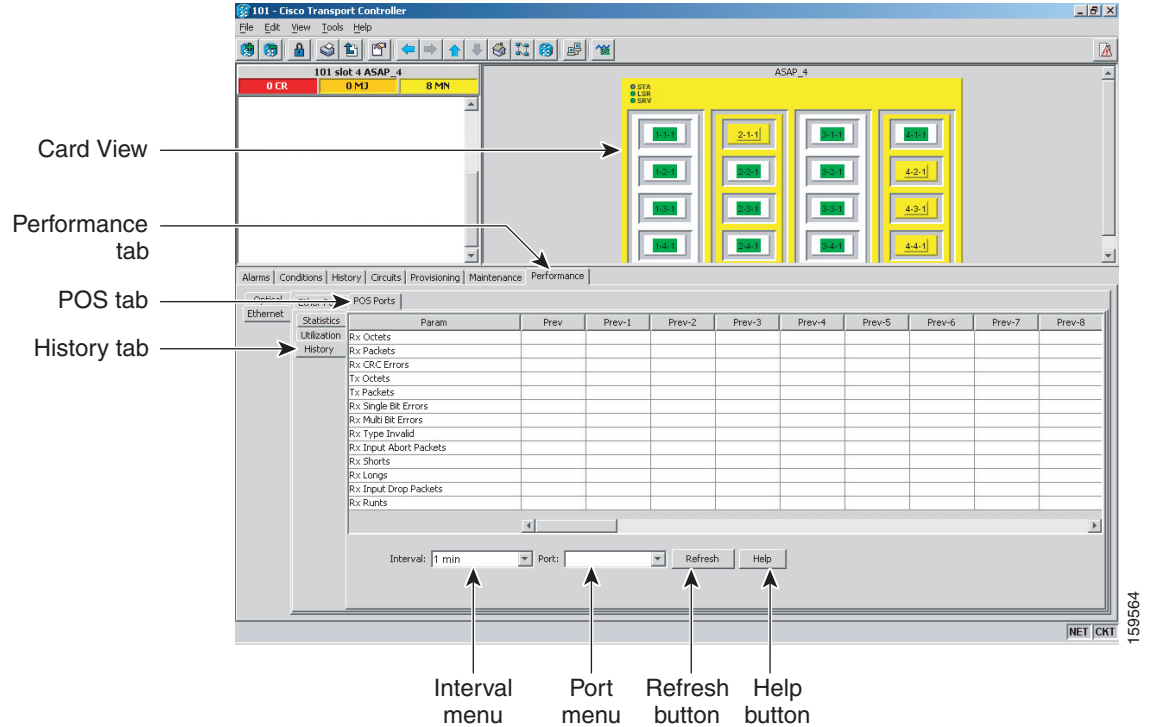 101 - Cisco Transport Controller
File Edit View Tools Help
101 slot 4 ASAP_4
0 CR 0 MJ 8 MN
ASAP_4
STA
LSR
SRV
1-1-1 2-1-1 3-1-1 4-1-1
1-2-1 2-2-1 3-2-1 4-2-1
1-3-1 2-3-1 3-3-1 4-3-1
1-4-1 2-4-1 3-4-1 4-4-1
Card View
Performance
tab
POS tab
History tab
Alarms Conditions History Circuits Provisioning Maintenance Performance
Optical
Ethernet
POS Ports
Statistics
Utilization
History
Param Prev Prev-1 Prev-2 Prev-3 Prev-4 Prev-5 Prev-6 Prev-7 Prev-8
Rx Octets
Rx Packets
Rx CRC Errors
Tx Octets
Tx Packets
Rx Single Bit Errors
Rx Multi Bit Errors
Rx Type Invalid
Rx Input Abort Packets
Rx Shorts
Rx Longs
Rx Input Drop Packets
Rx Runts
Interval: 1 min Port: Refresh Help
NET CKT
159564
Interval
menu
Port
menu
Refresh
button
Help
button